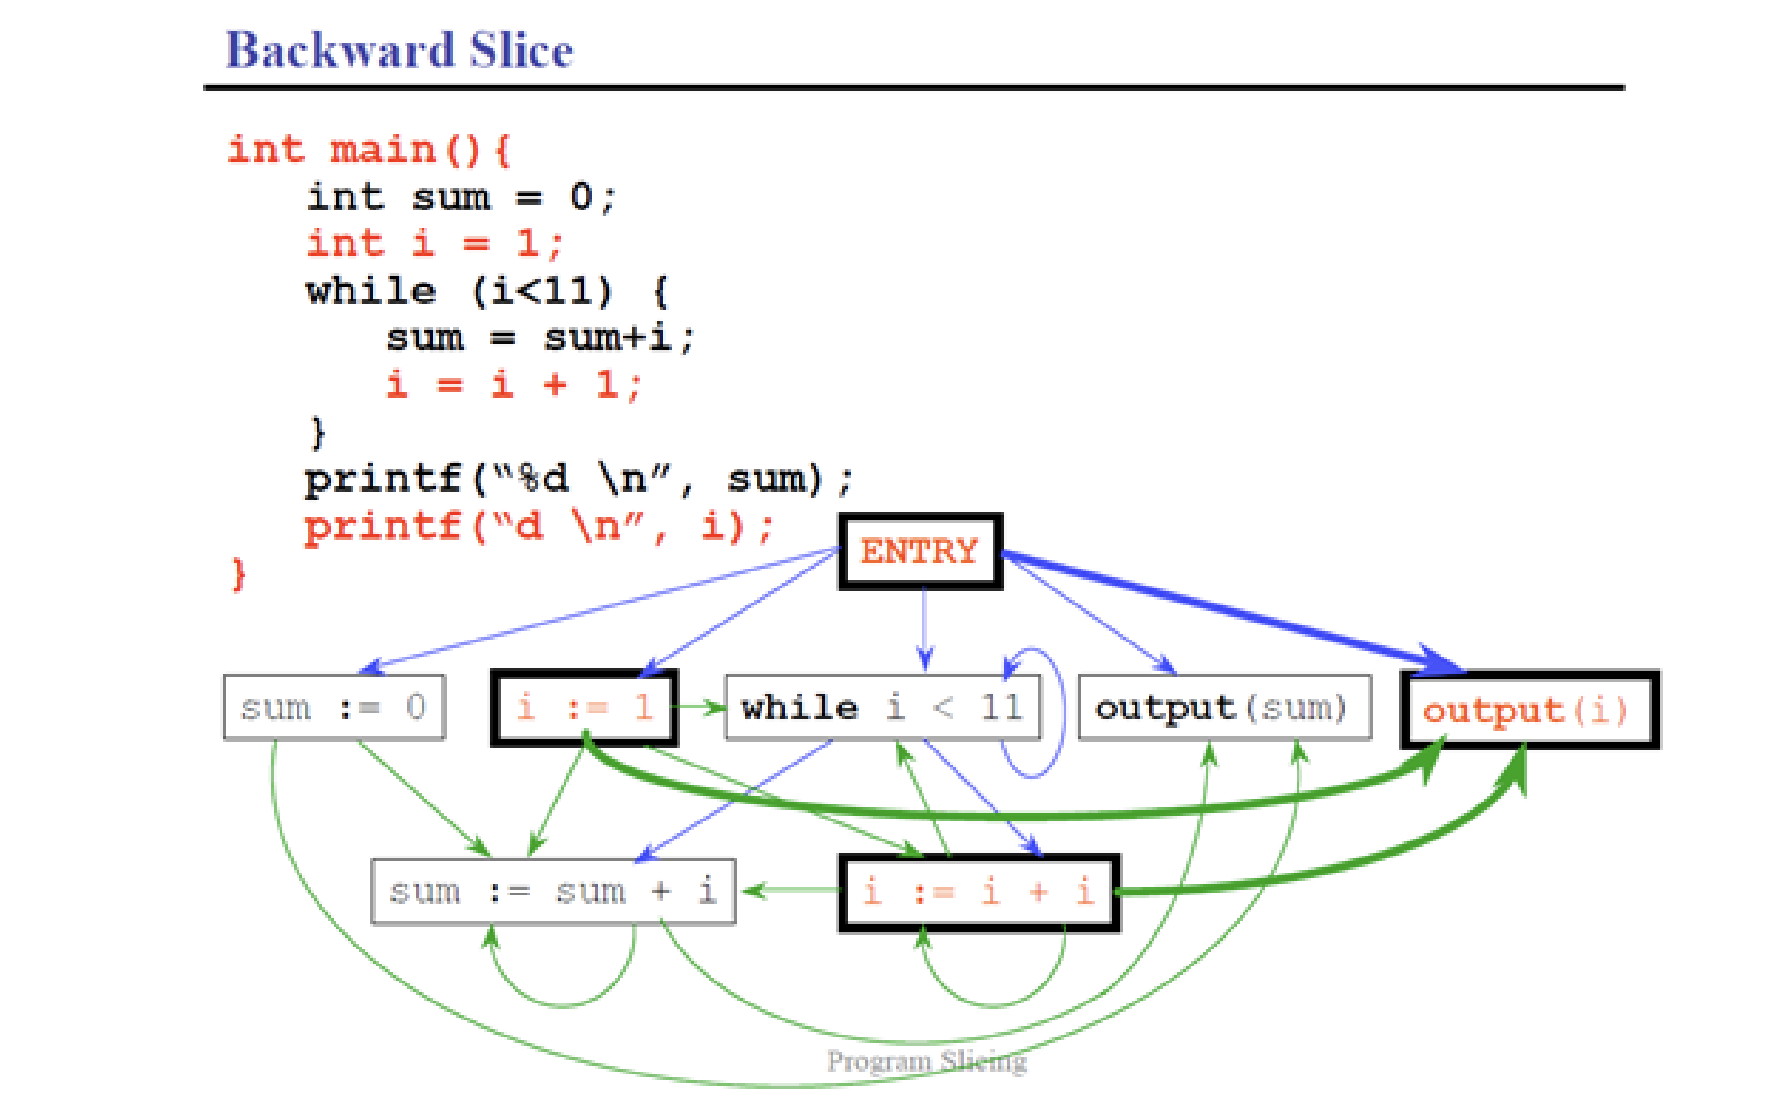 Backward Slice
int main(){
int sum = 0;
int i = 1;
while (i<11) {
sum = sum+i;
i = i + 1;
}
printf(“%d \n”, sum);
printf(“d \n”, i);
}
ENTRY
sum := 0
i := 1
while i < 11
output(sum)
output(i)
sum := sum + i
i := i + i
Program Slicing